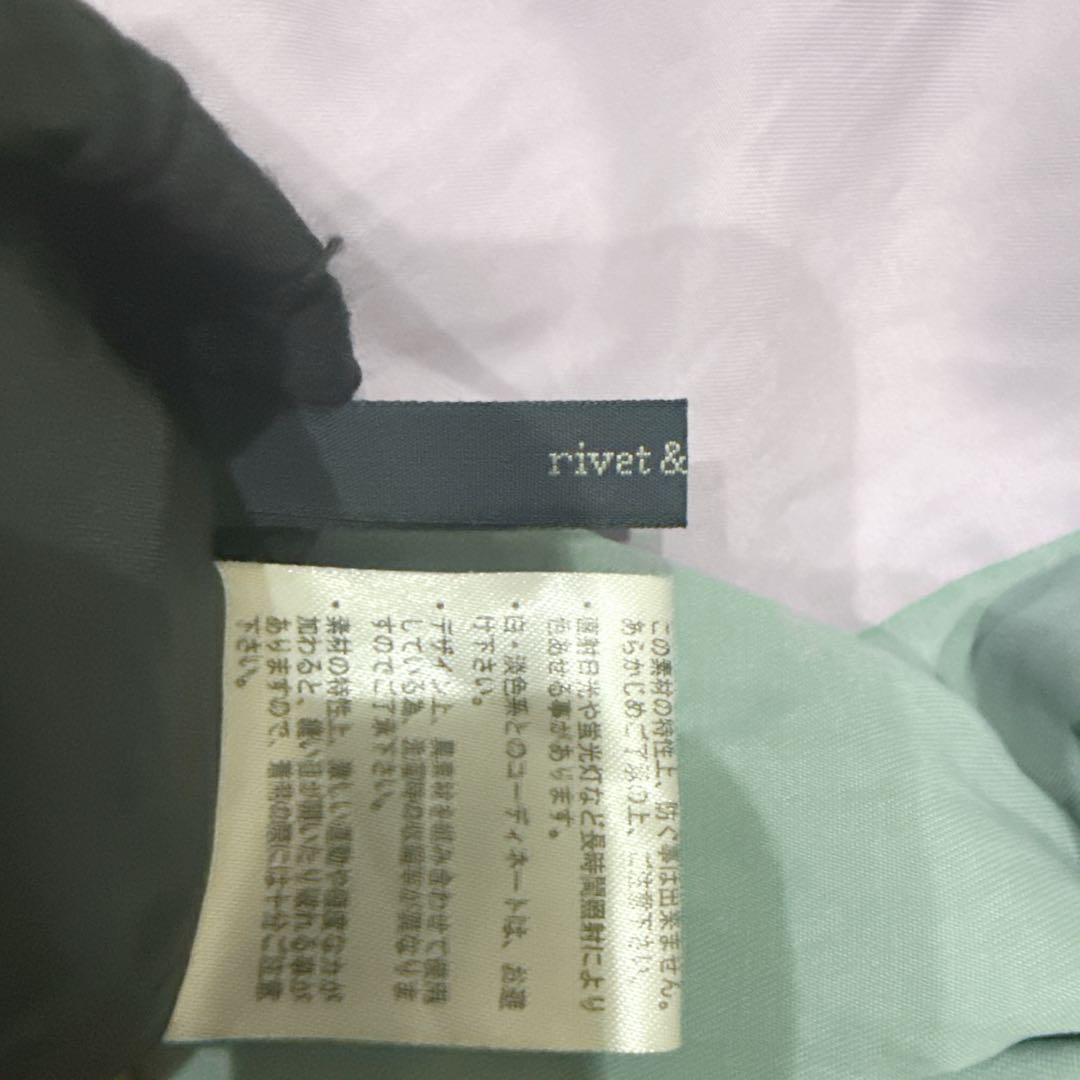 rivet &
この素材の特性上、防ぐ事は出来ません。
あらかじめご了承の上、ご注意下さい。
・直射日光や蛍光灯など長時間照射により
色あせる事があります。
・白・淡色系とのコーディネートは、お避
け下さい。
・デザイン上、異素材を組み合わせて使用
している為、洗濯時の収縮率が異なりま
すのでご了承下さい。
・素材の特性上、激しい運動や極度な力が
加わると、縫い目が開いたり破れる事が
ありますので、着用の際には十分ご注意
下さい。